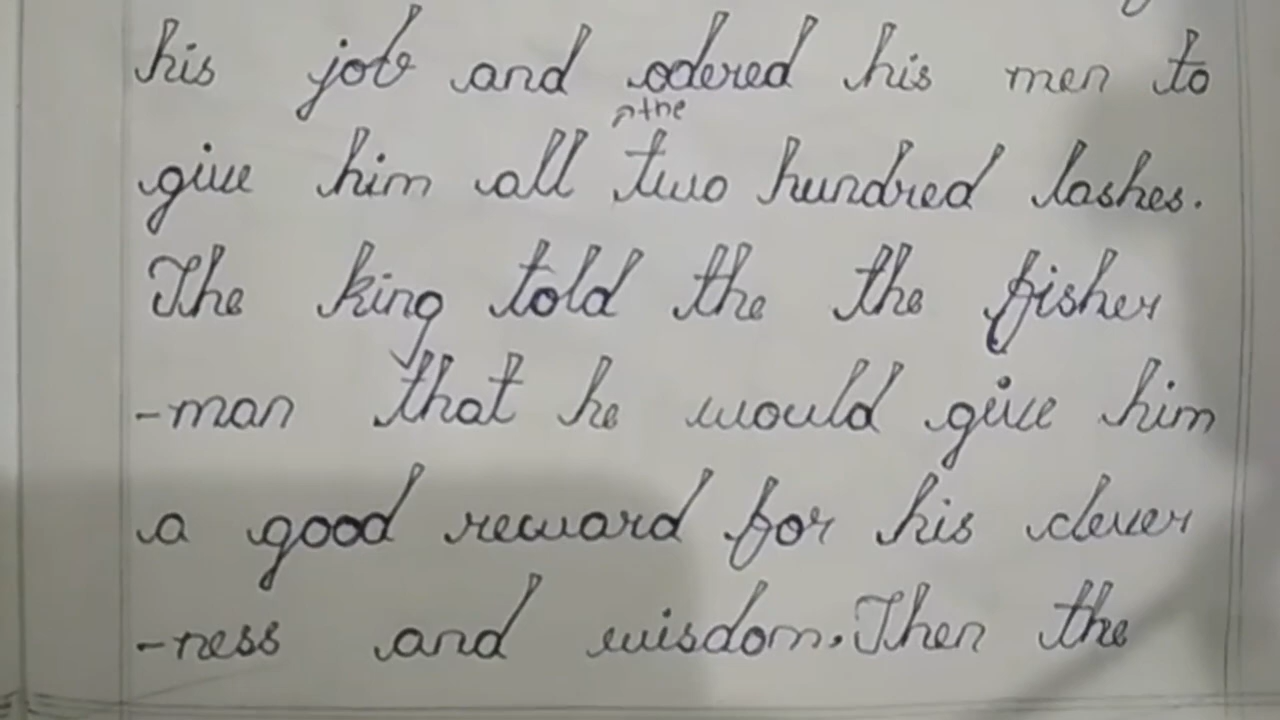 his job and odered his men to
give him all the two hundred lashes.
The king told the the fisher
-man that he would give him
a good reward for his clever
-ness and wisdom. Then the